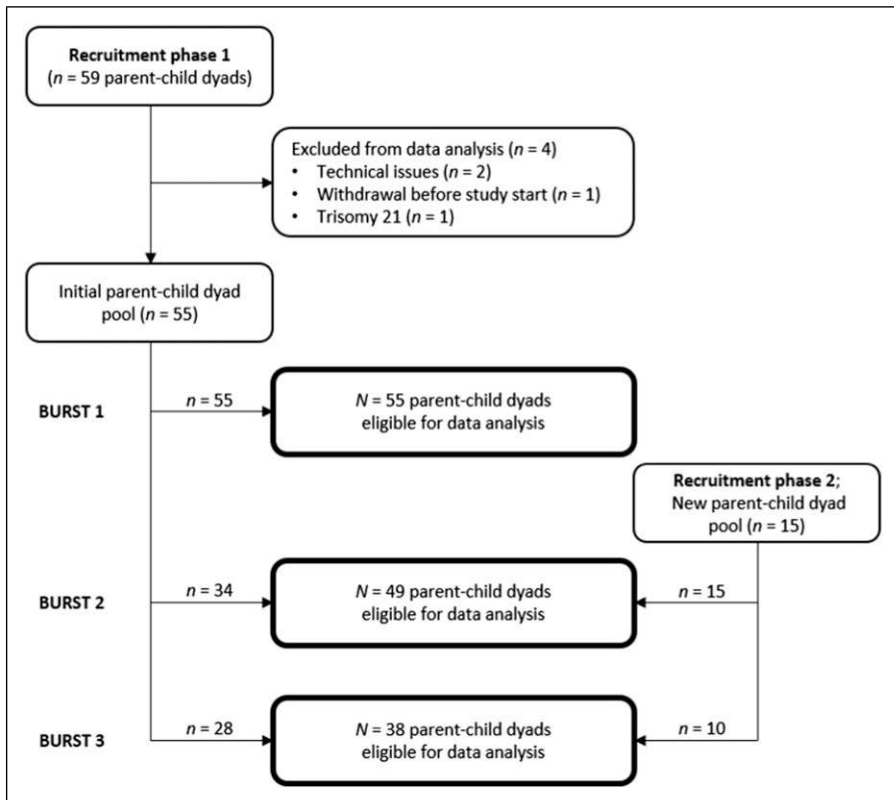 Recruitment phase 1
(n = 59 parent-child dyads)
Excluded from data analysis (n = 4)
• Technical issues (n = 2)
• Withdrawal before study start (n = 1)
• Trisomy 21 (n = 1)
Initial parent-child dyad
pool (n = 55)
BURST 1
n = 55
N = 55 parent-child dyads
eligible for data analysis
Recruitment phase 2;
New parent-child dyad
pool (n = 15)
BURST 2
n = 34
N = 49 parent-child dyads
eligible for data analysis
n = 15
BURST 3
n = 28
N = 38 parent-child dyads
eligible for data analysis
n = 10